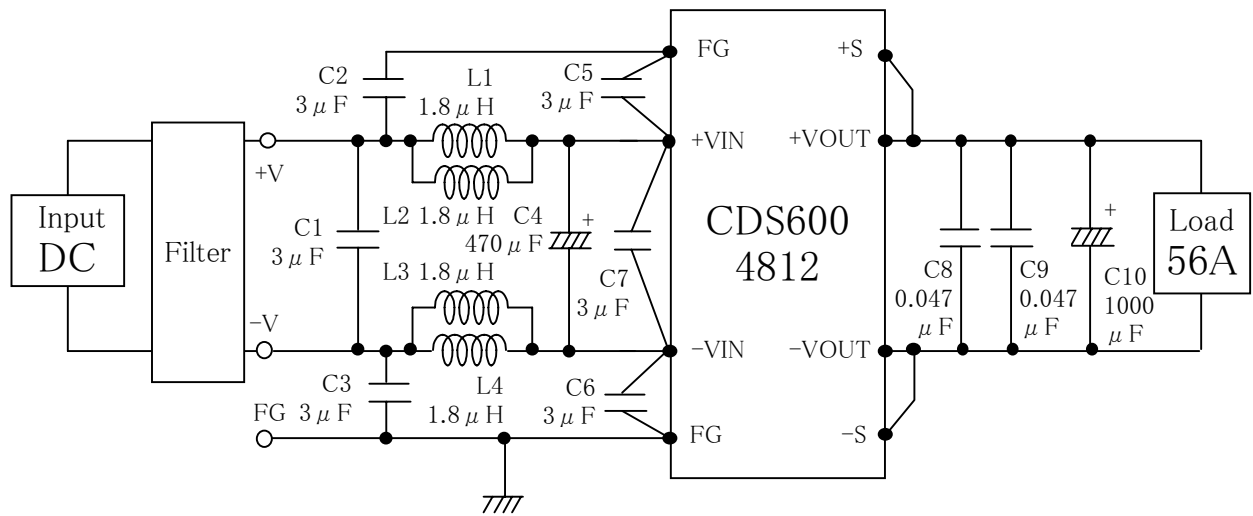 FG
+S
C2
3μF
L1
1.8μH
C5
3μF
+V
+VIN
+VOUT
Input
DC
Filter
C1
3μF
L2 1.8μH
C4
470μF
+
L3 1.8μH
C7
3μF
CDS600
4812
C8
0.047
μF
C9
0.047
μF
+
C10
1000
μF
Load
56A
-V
-VIN
-VOUT
C3
3μF
L4
1.8μH
C6
3μF
FG
FG
-S